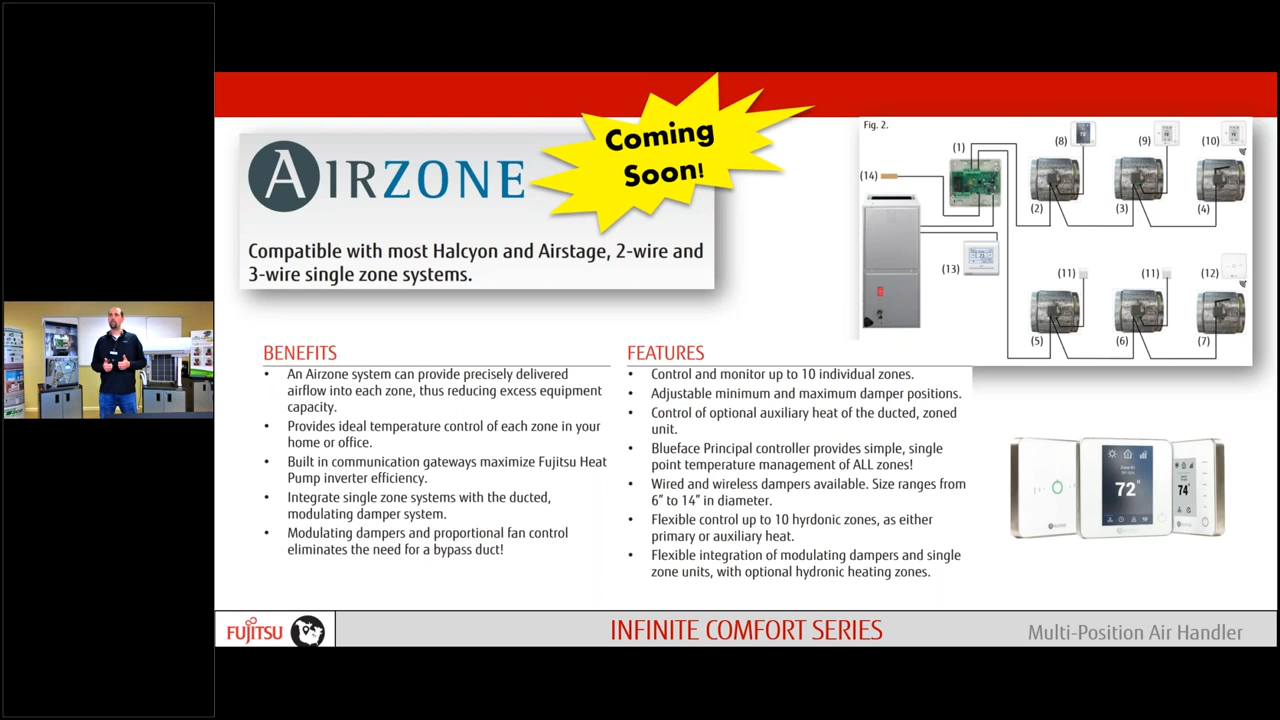 Coming
Soon!
AIRZONE
Compatible with most Halcyon and Airstage, 2-wire and
3-wire single zone systems.
Fig. 2.
(1)
(8)
(9)
(10)
(14)
(2)
(3)
(4)
(13)
(11)
(11)
(12)
(5)
(6)
(7)
BENEFITS
• An Airzone system can provide precisely delivered
airflow into each zone, thus reducing excess equipment
capacity.
• Provides ideal temperature control of each zone in your
home or office.
• Built in communication gateways maximize Fujitsu Heat
Pump inverter efficiency.
• Integrate single zone systems with the ducted,
modulating damper system.
• Modulating dampers and proportional fan control
eliminates the need for a bypass duct!
FEATURES
• Control and monitor up to 10 individual zones.
• Adjustable minimum and maximum damper positions.
• Control of optional auxiliary heat of the ducted, zoned
unit.
• Blueface Principal controller provides simple, single
point temperature management of ALL zones!
• Wired and wireless dampers available. Size ranges from
6” to 14” in diameter.
• Flexible control up to 10 hyrdonic zones, as either
primary or auxiliary heat.
• Flexible integration of modulating dampers and single
zone units, with optional hydronic heating zones.
72°
74°
FUJITSU
INFINITE COMFORT SERIES
Multi-Position Air Handler